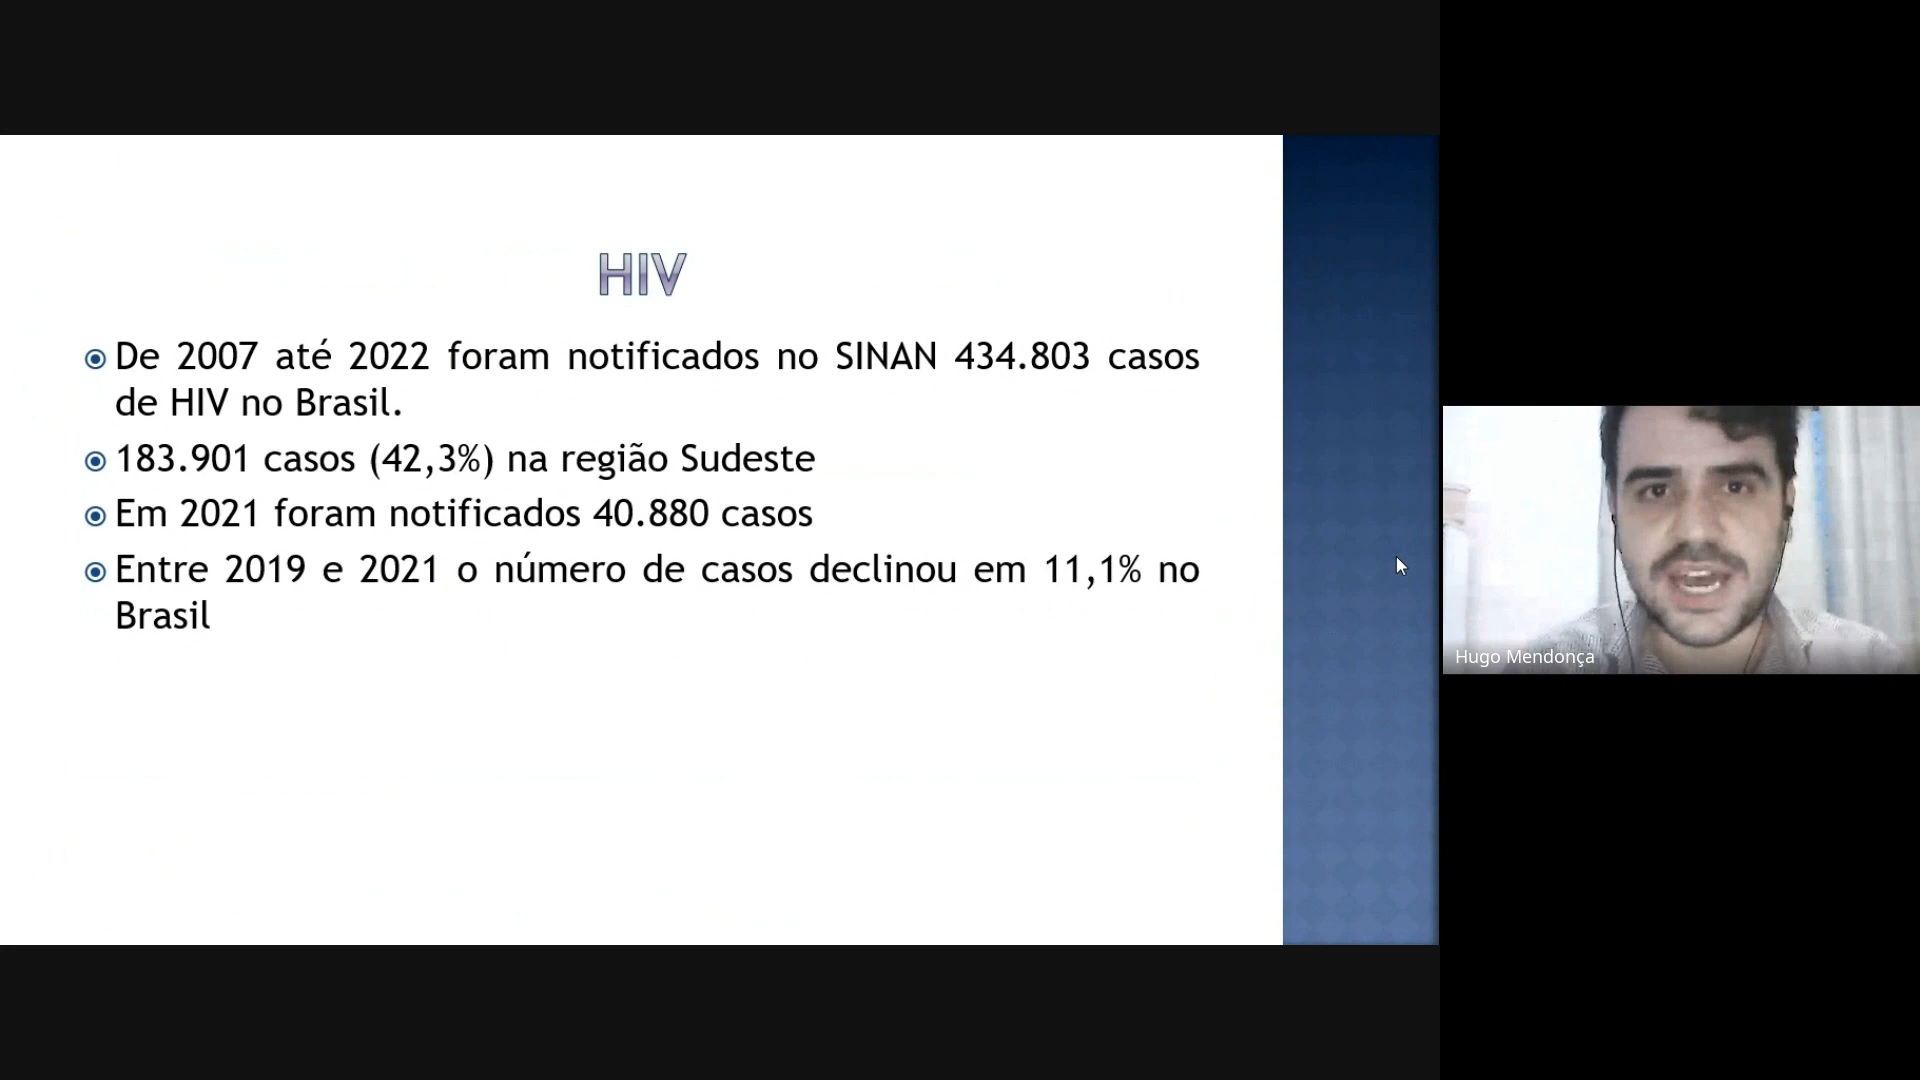 HIV
De 2007 até 2022 foram notificados no SINAN 434.803 casos
de HIV no Brasil.
183.901 casos (42,3%) na região Sudeste
Em 2021 foram notificados 40.880 casos
Entre 2019 e 2021 o número de casos declinou em 11,1% no
Brasil
Hugo Mendonça